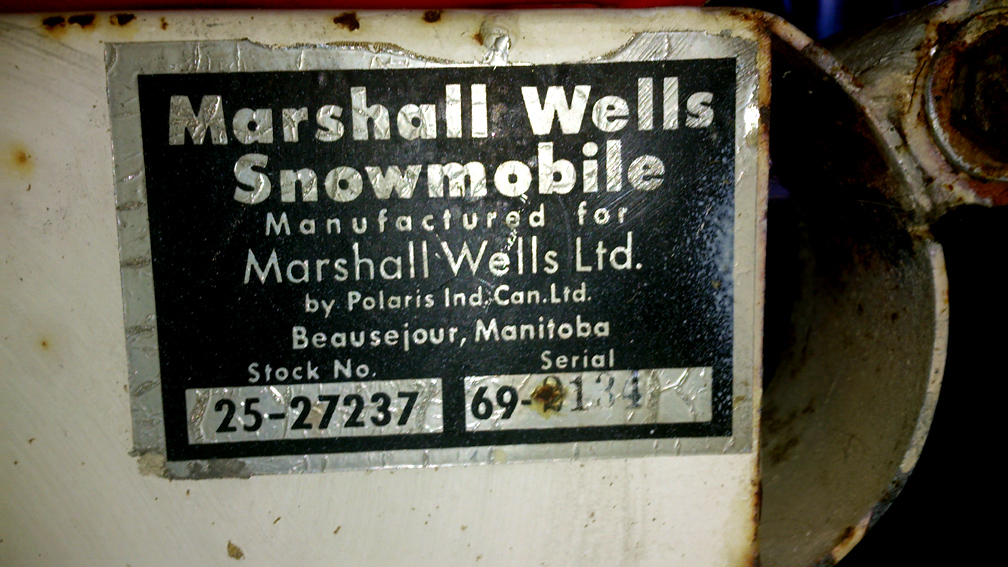 Marshall Wells
Snowmobile
Manufactured for
Marshall Wells Ltd.
by Polaris Ind. Can. Ltd.
Beausejour, Manitoba
Stock No. Serial
25-27237 69-2134